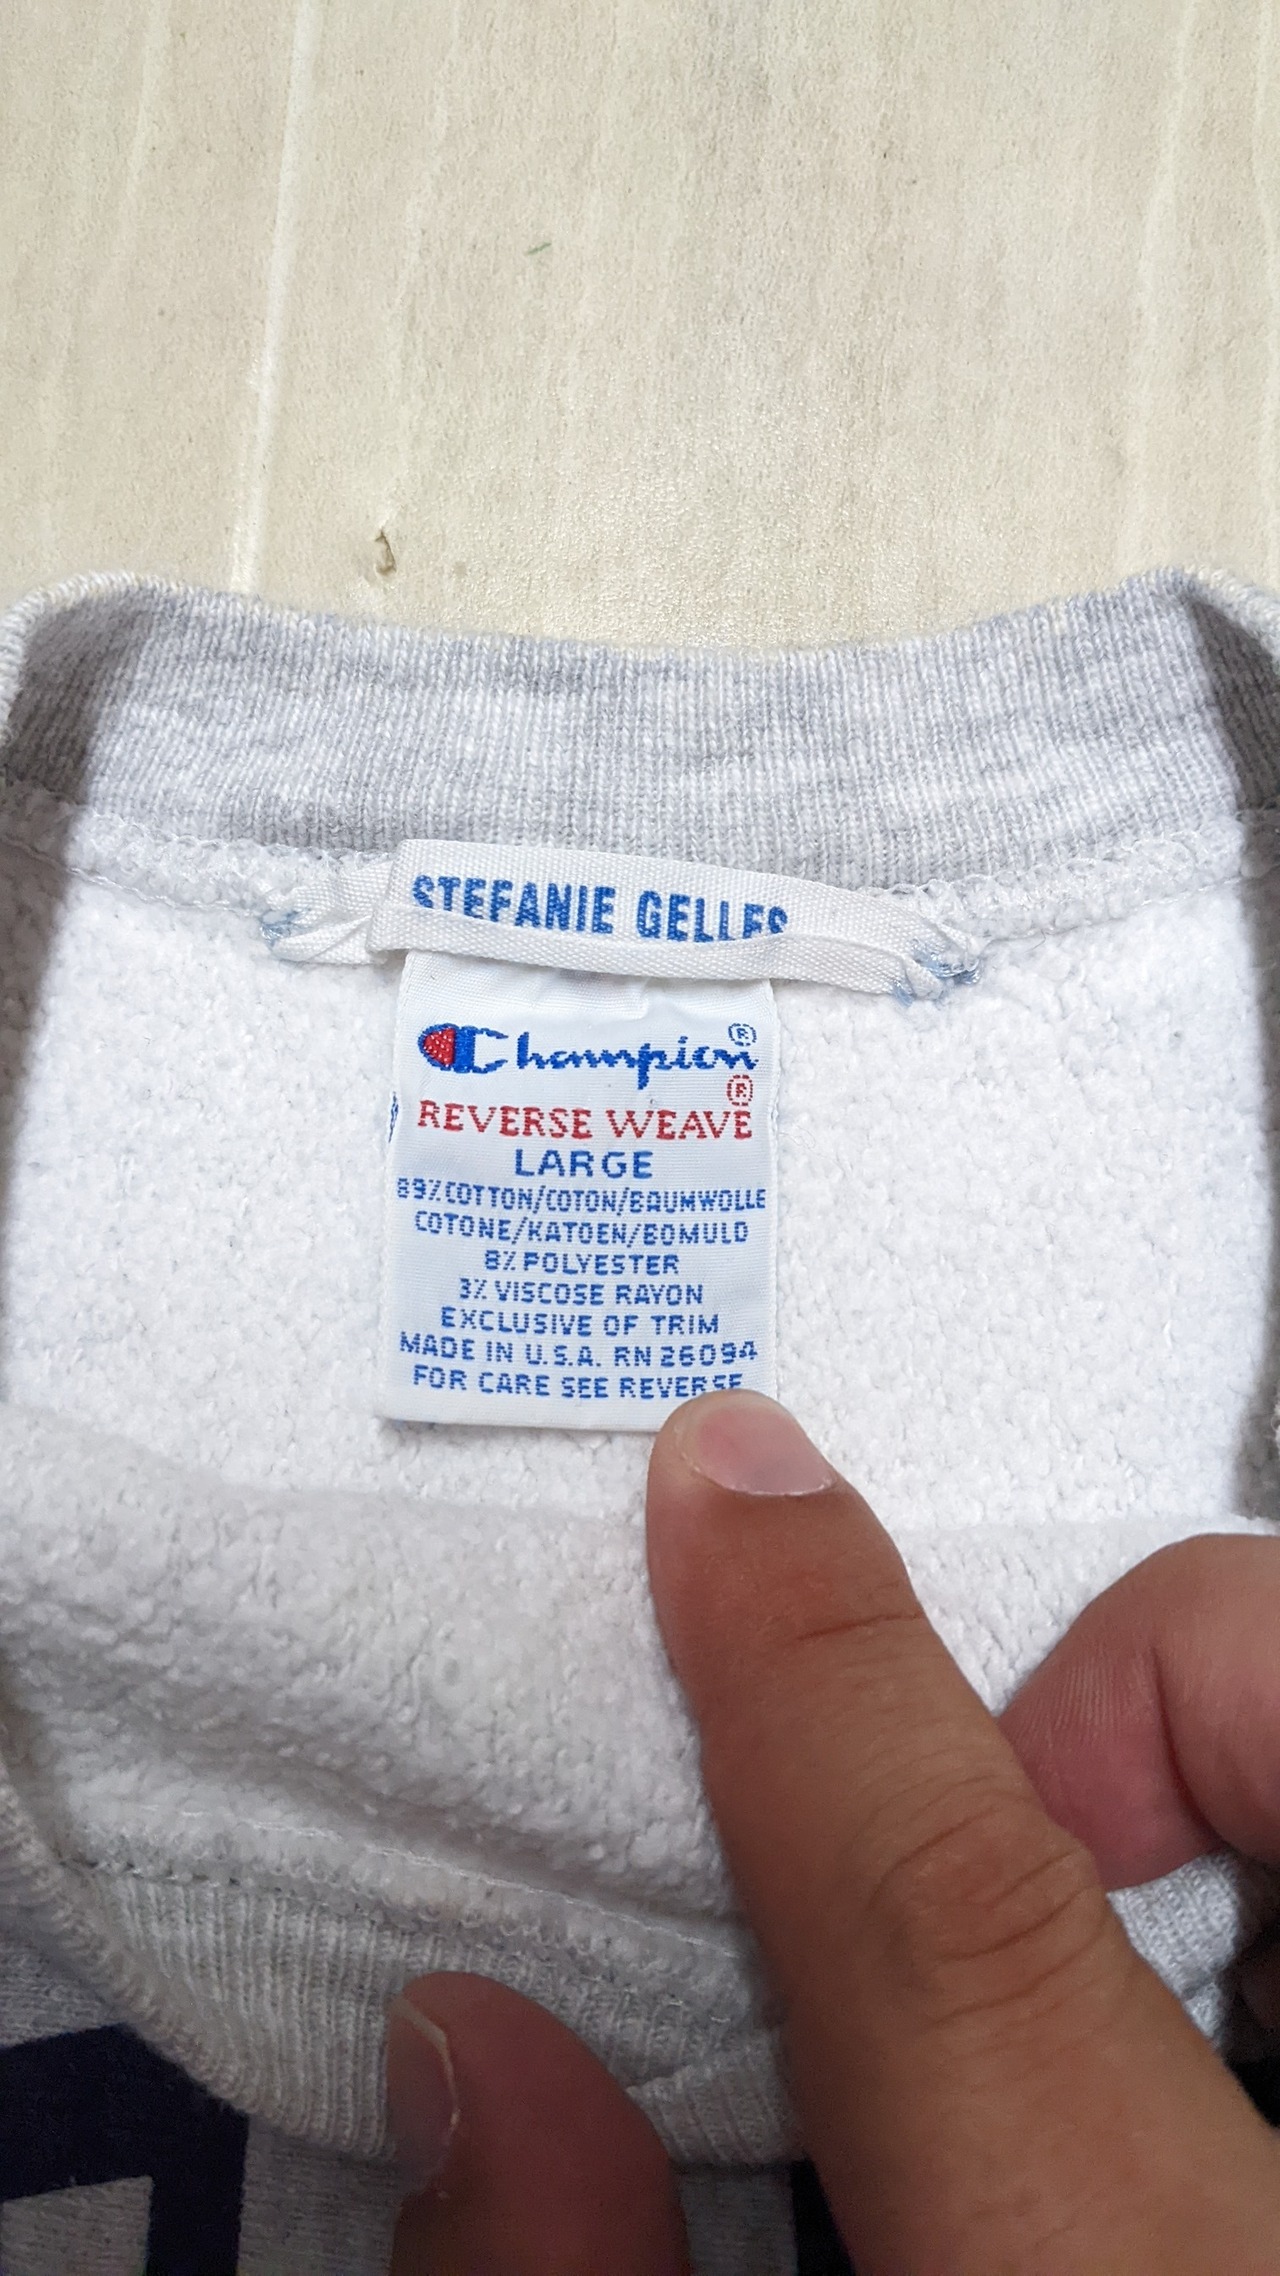 STEFANIE GELLES
Champion®
REVERSE WEAVE®
LARGE
89% COTTON/COTON/BAUMWOLLE
COTONE/KATOEN/BOMULD
8% POLYESTER
3% VISCOSE RAYON
EXCLUSIVE OF TRIM
MADE IN U.S.A. RN 26094
FOR CARE SEE REVERSE